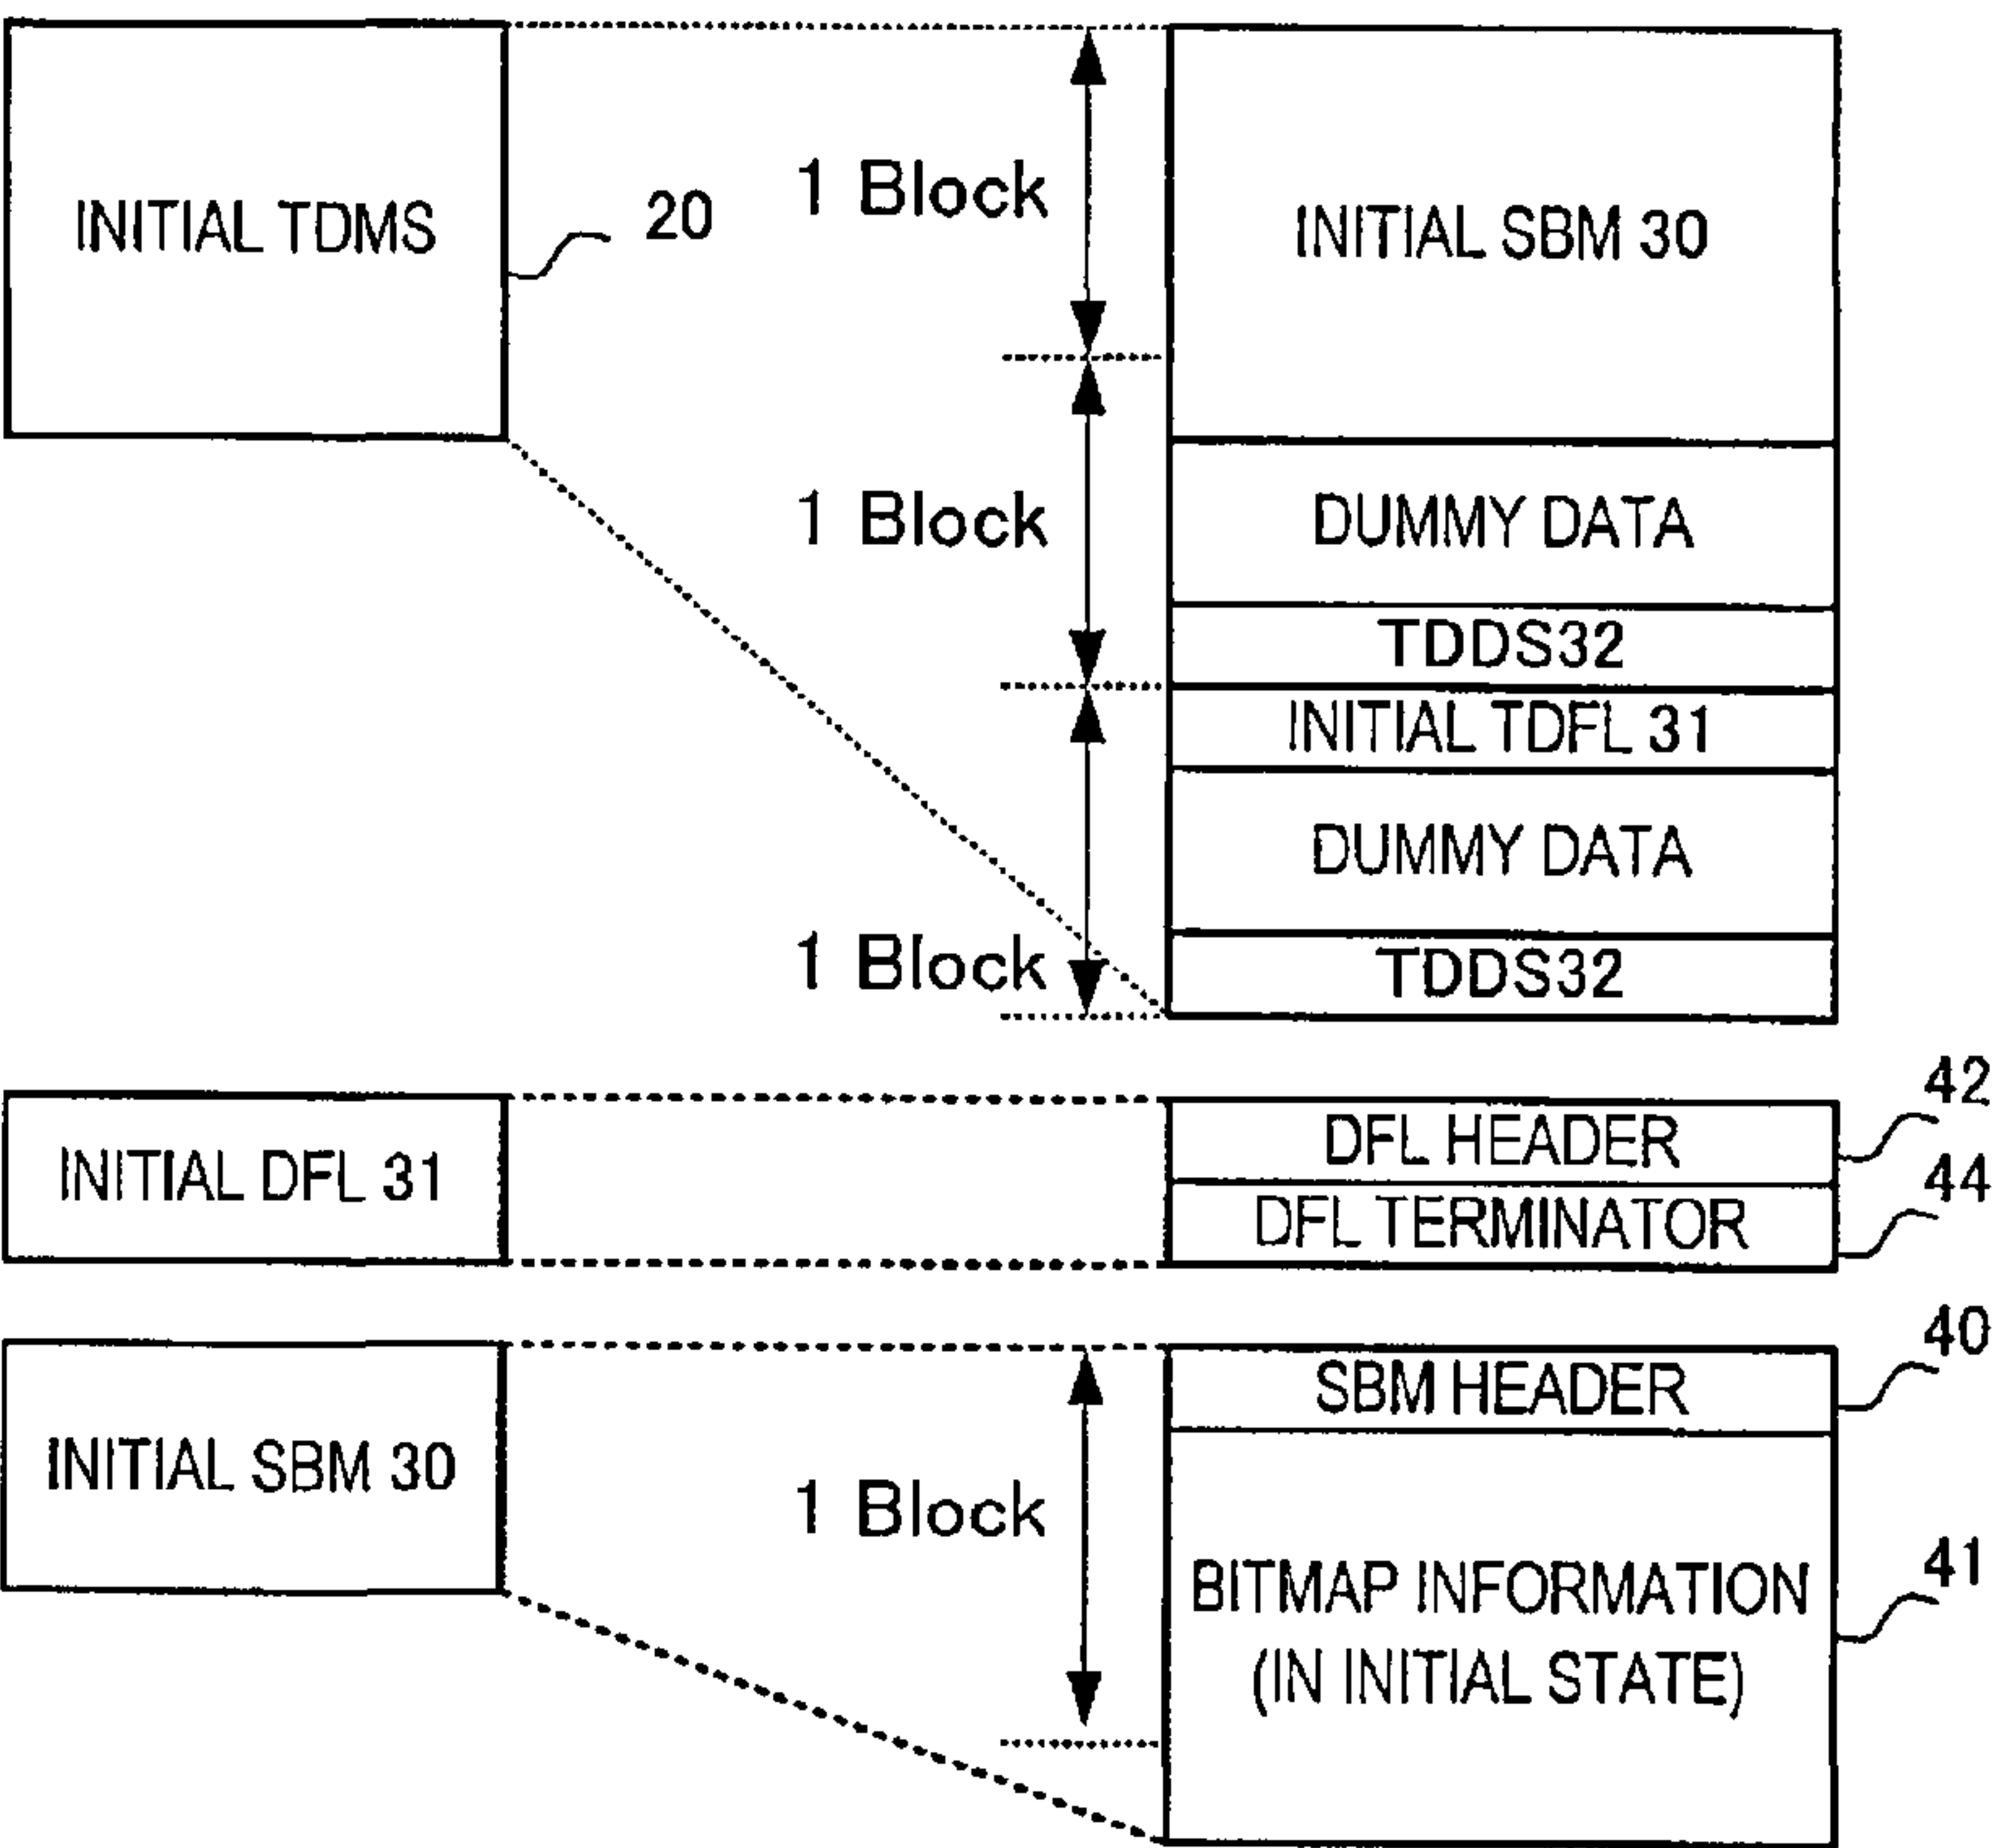 INITIAL TDMS
20
1 Block
INITIAL SBM 30
1 Block
DUMMY DATA
TDDS32
INITIAL TDFL 31
DUMMY DATA
1 Block
TDDS32
INITIAL DFL 31
DFL HEADER
42
DFL TERMINATOR
44
INITIAL SBM 30
1 Block
SBM HEADER
40
BITMAP INFORMATION
(IN INITIAL STATE)
41